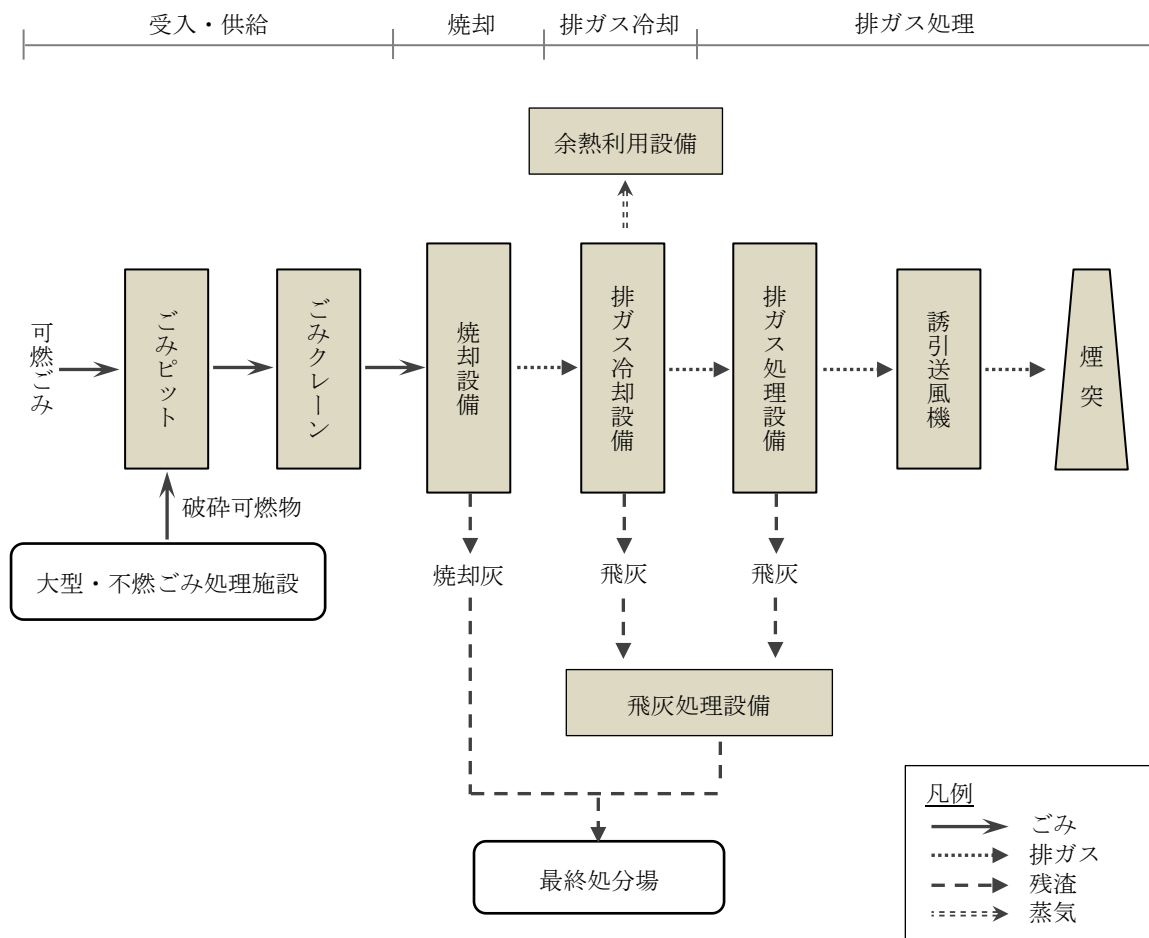 受入・供給
焼却
排ガス冷却
排ガス処理
余熱利用設備
可燃ごみ
ごみピット
ごみクレーン
焼却設備
排ガス冷却設備
排ガス処理設備
誘引送風機
煙突
破砕可燃物
大型・不燃ごみ処理施設
焼却灰
飛灰
飛灰
飛灰処理設備
最終処分場
凡例
ごみ
排ガス
残渣
蒸気